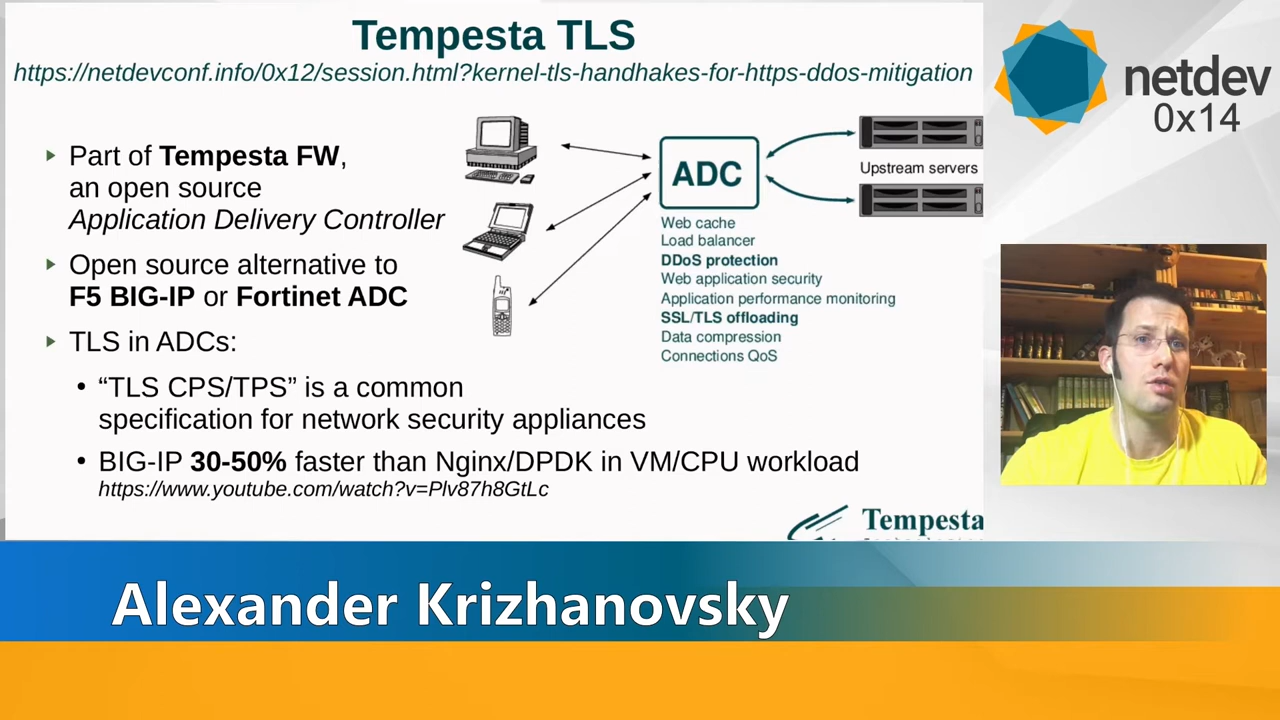 Tempesta TLS
https://netdevconf.info/0x12/session.html?kernel-tls-handhakes-for-https-ddos-mitigation
Part of Tempesta FW,
an open source
Application Delivery Controller
Open source alternative to
F5 BIG-IP or Fortinet ADC
TLS in ADCs:
“TLS CPS/TPS” is a common
specification for network security appliances
BIG-IP 30-50% faster than Nginx/DPDK in VM/CPU workload
https://www.youtube.com/watch?v=Plv87h8GtLc
ADC
Upstream servers
Web cache
Load balancer
DDoS protection
Web application security
Application performance monitoring
SSL/TLS offloading
Data compression
Connections QoS
Tempesta
netdev
0x14
Alexander Krizhanovsky